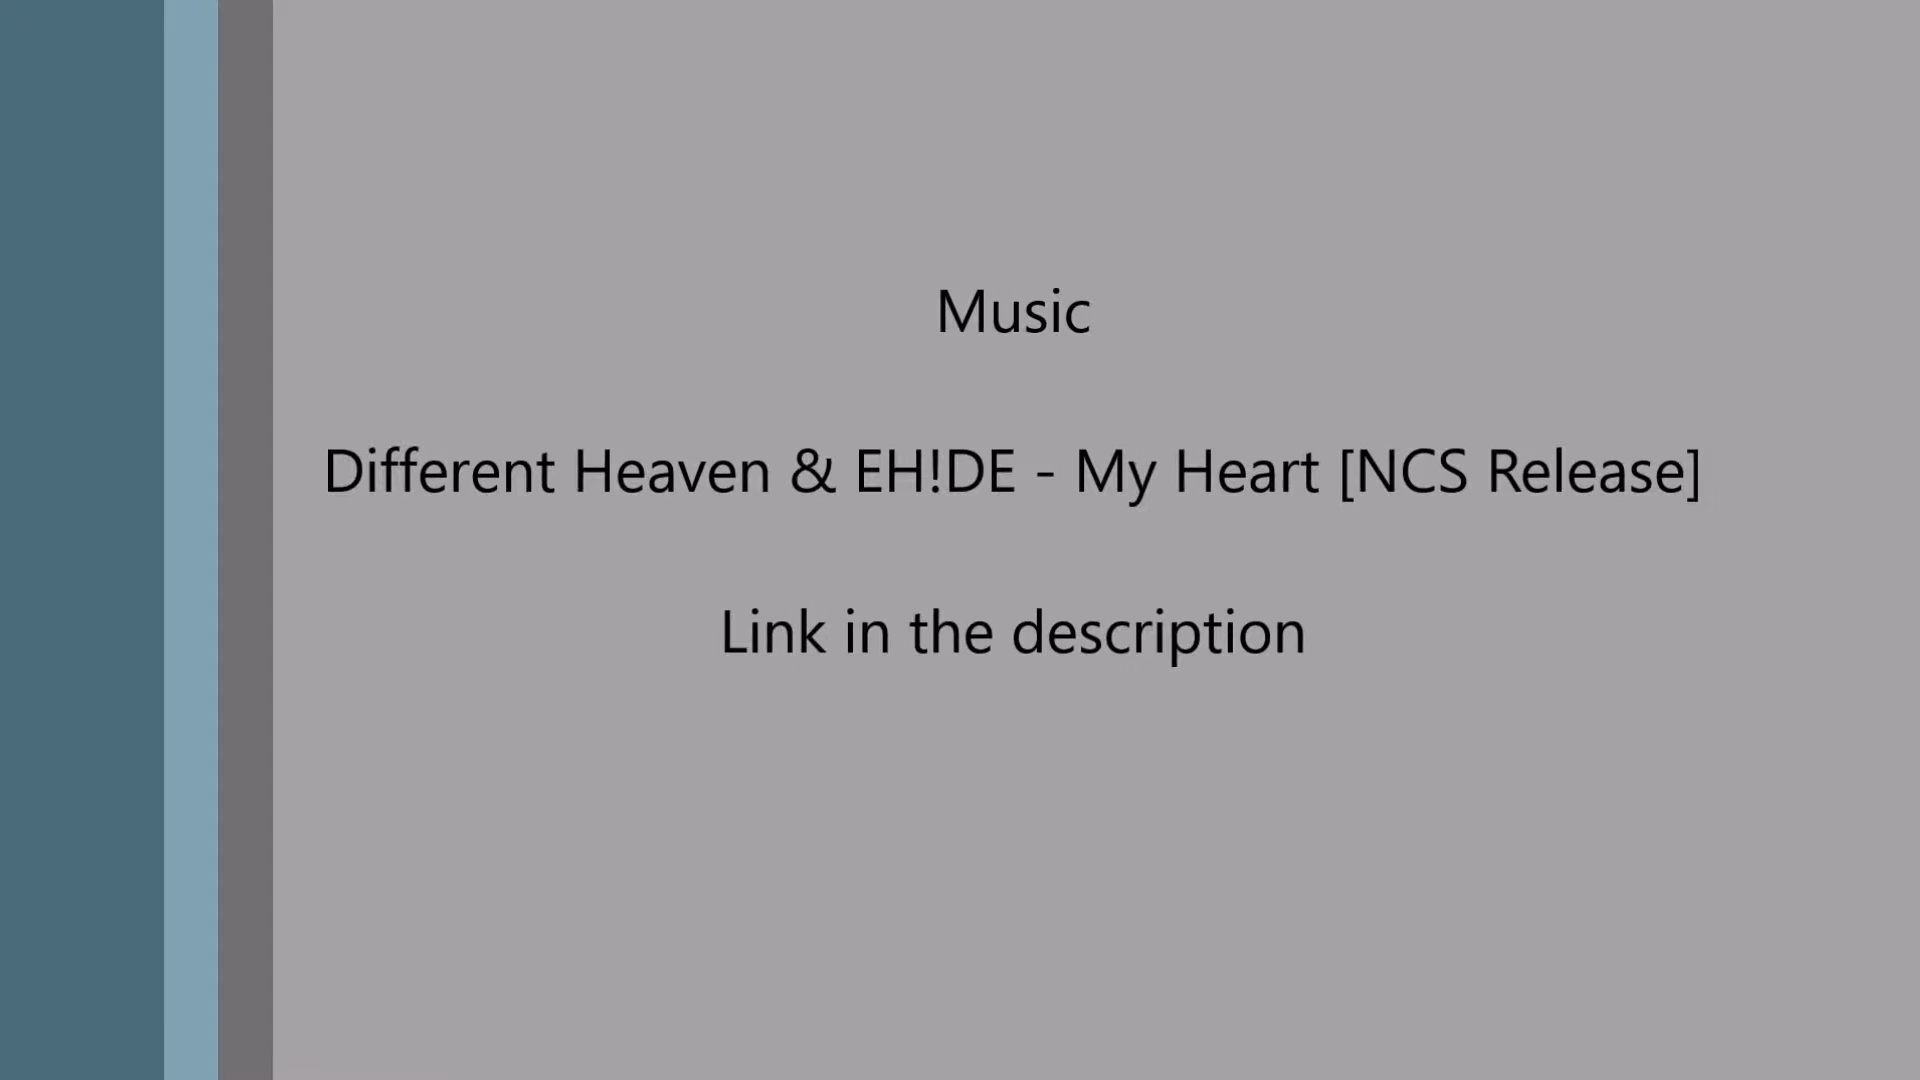 Music
Different Heaven & EH!DE - My Heart [NCS Release]
Link in the description